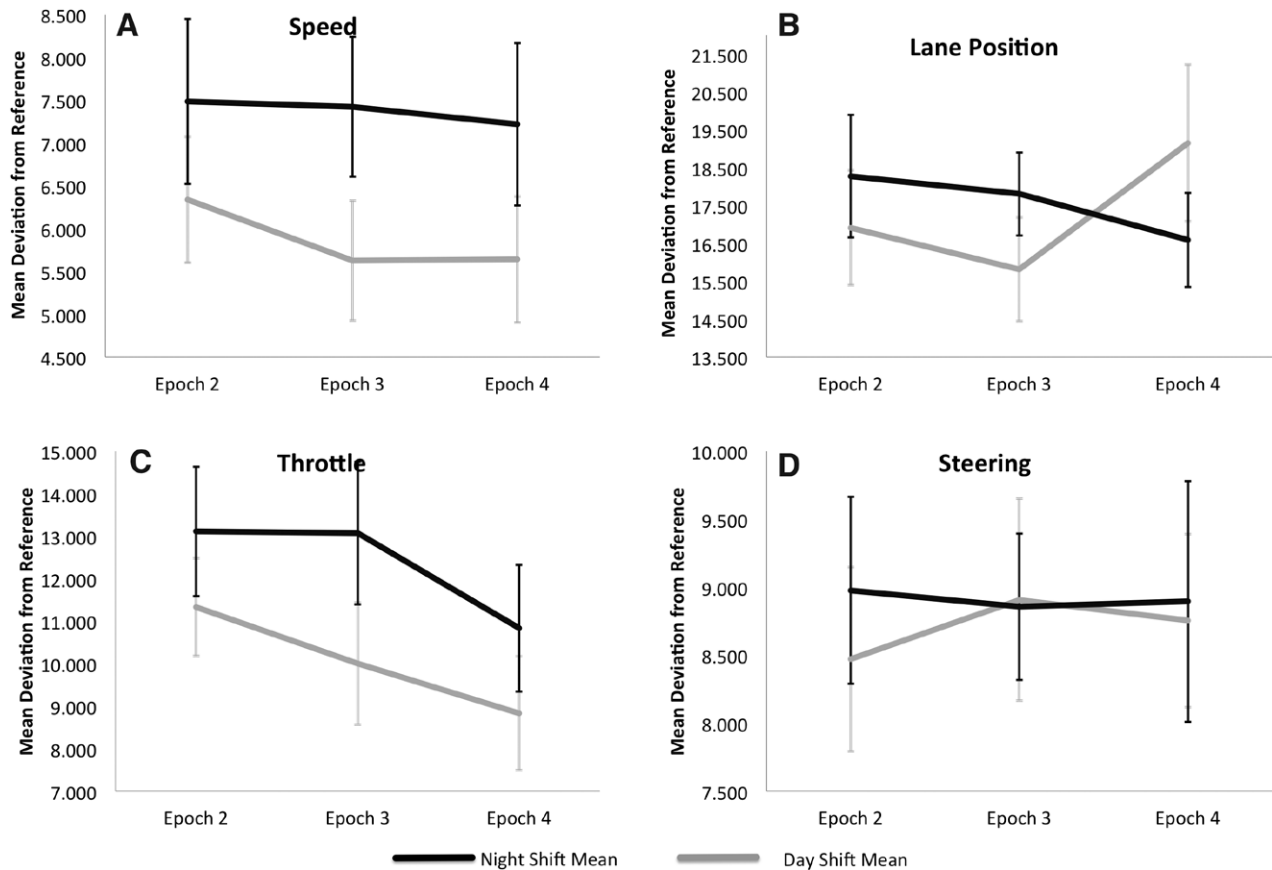 A
Speed
Mean Deviation from Reference
8.500
8.000
7.500
7.000
6.500
6.000
5.500
5.000
4.500
Epoch 2 Epoch 3 Epoch 4
B
Lane Position
Mean Deviation from Reference
21.500
20.500
19.500
18.500
17.500
16.500
15.500
14.500
13.500
Epoch 2 Epoch 3 Epoch 4
C
Throttle
Mean Deviation from Reference
15.000
14.000
13.000
12.000
11.000
10.000
9.000
8.000
7.000
Epoch 2 Epoch 3 Epoch 4
D
Steering
Mean Deviation from Reference
10.000
9.500
9.000
8.500
8.000
7.500
Epoch 2 Epoch 3 Epoch 4
Night Shift Mean Day Shift Mean